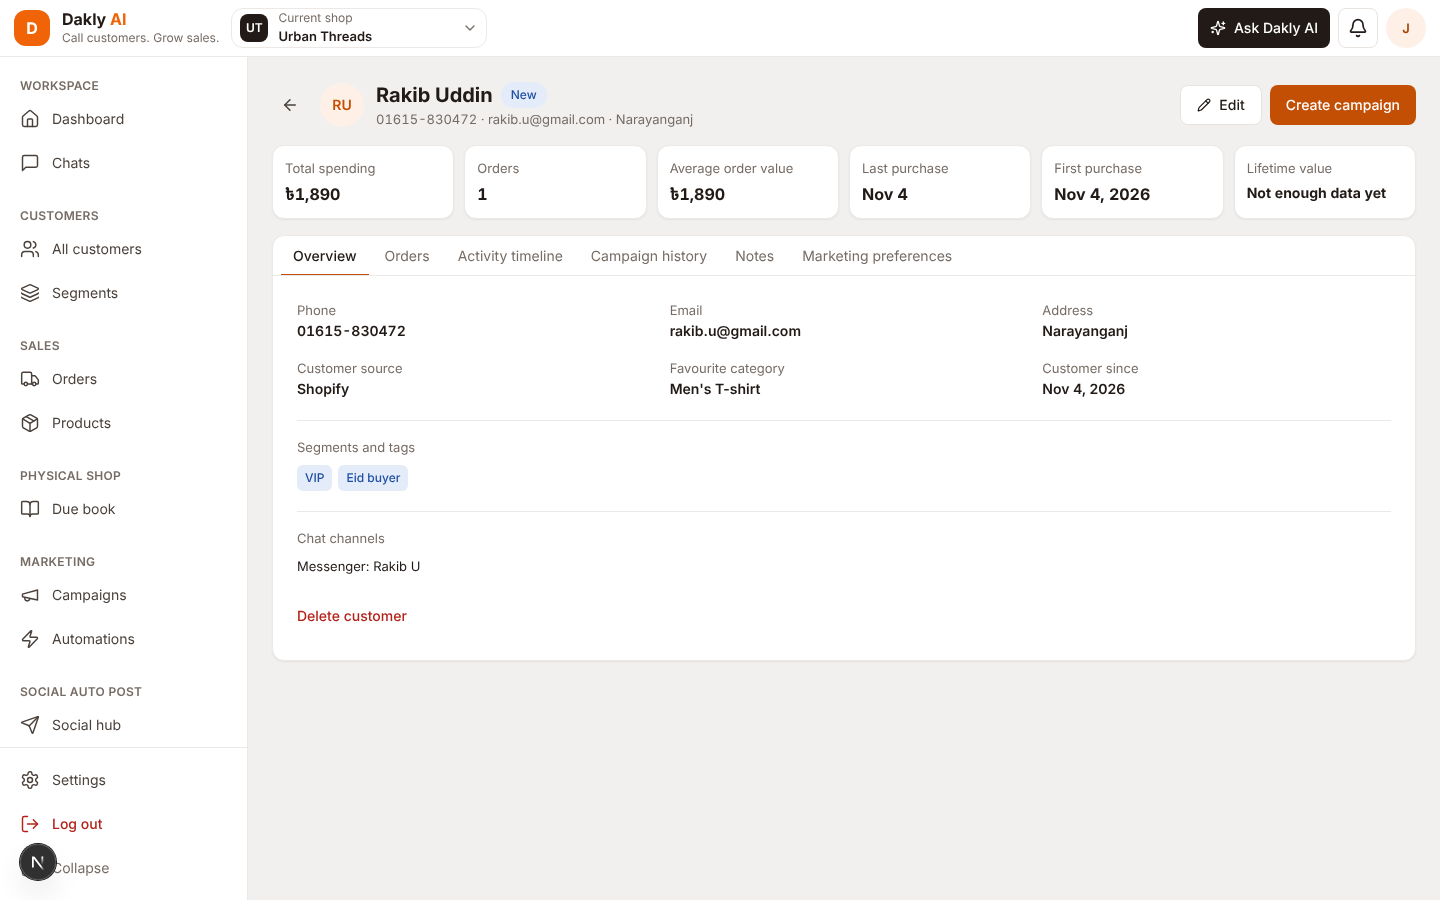 D
Dakly AI
Call customers. Grow sales.
UT
Current shop
Urban Threads
Ask Dakly AI
J
WORKSPACE
Dashboard
Chats
CUSTOMERS
All customers
Segments
SALES
Orders
Products
PHYSICAL SHOP
Due book
MARKETING
Campaigns
Automations
SOCIAL AUTO POST
Social hub
Settings
Log out
N
Collapse
RU
Rakib Uddin New
01615-830472 · rakib.u@gmail.com · Narayanganj
Edit
Create campaign
Total spending
৳1,890
Orders
1
Average order value
৳1,890
Last purchase
Nov 4
First purchase
Nov 4, 2026
Lifetime value
Not enough data yet
Overview Orders Activity timeline Campaign history Notes Marketing preferences
Phone
01615-830472
Email
rakib.u@gmail.com
Address
Narayanganj
Customer source
Shopify
Favourite category
Men's T-shirt
Customer since
Nov 4, 2026
Segments and tags
VIP Eid buyer
Chat channels
Messenger: Rakib U
Delete customer